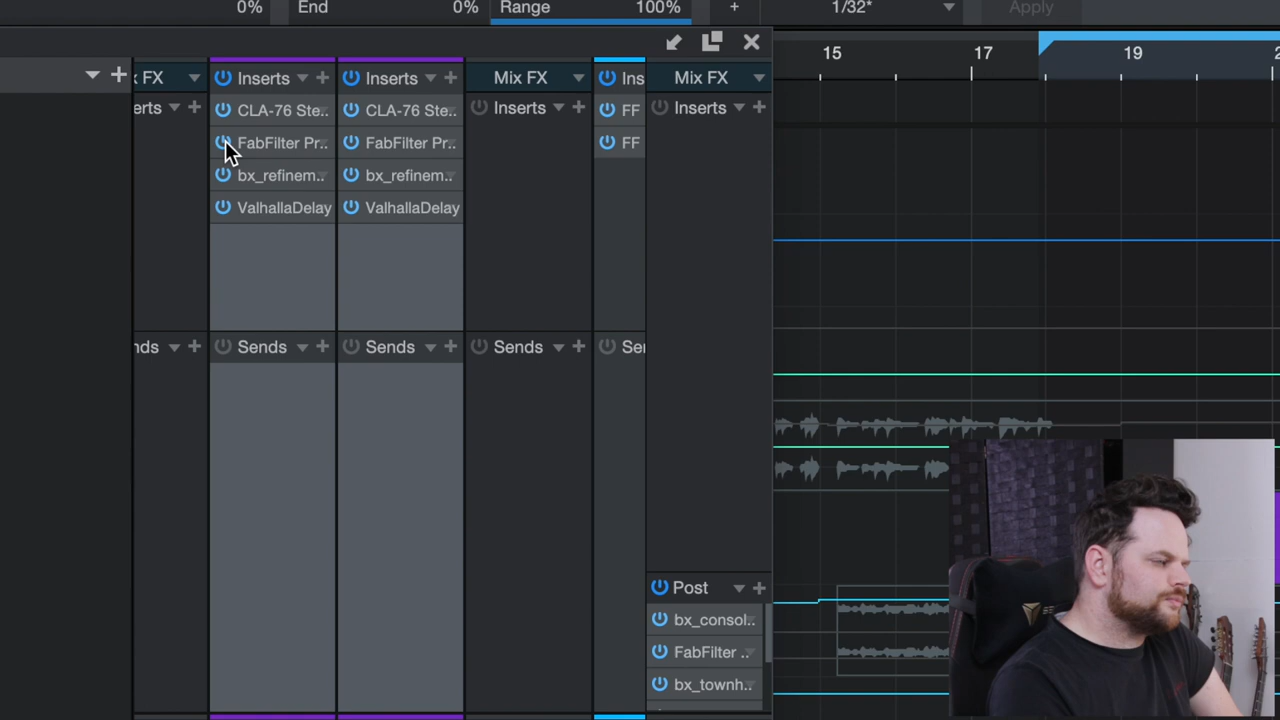 0% End 0% Range 100% + 1/32* Apply
15 17 19 2
FX Inserts + Inserts + Mix FX Ins Mix FX
erts + CLA-76 Ste.. CLA-76 Ste.. Inserts + FF Inserts +
FabFilter Pr.. FabFilter Pr.. FF
bx_refinem.. bx_refinem..
ValhallaDelay ValhallaDelay
nds + Sends + Sends + Sends + Se
Post +
bx_consol..
FabFilter ..
bx_townh..